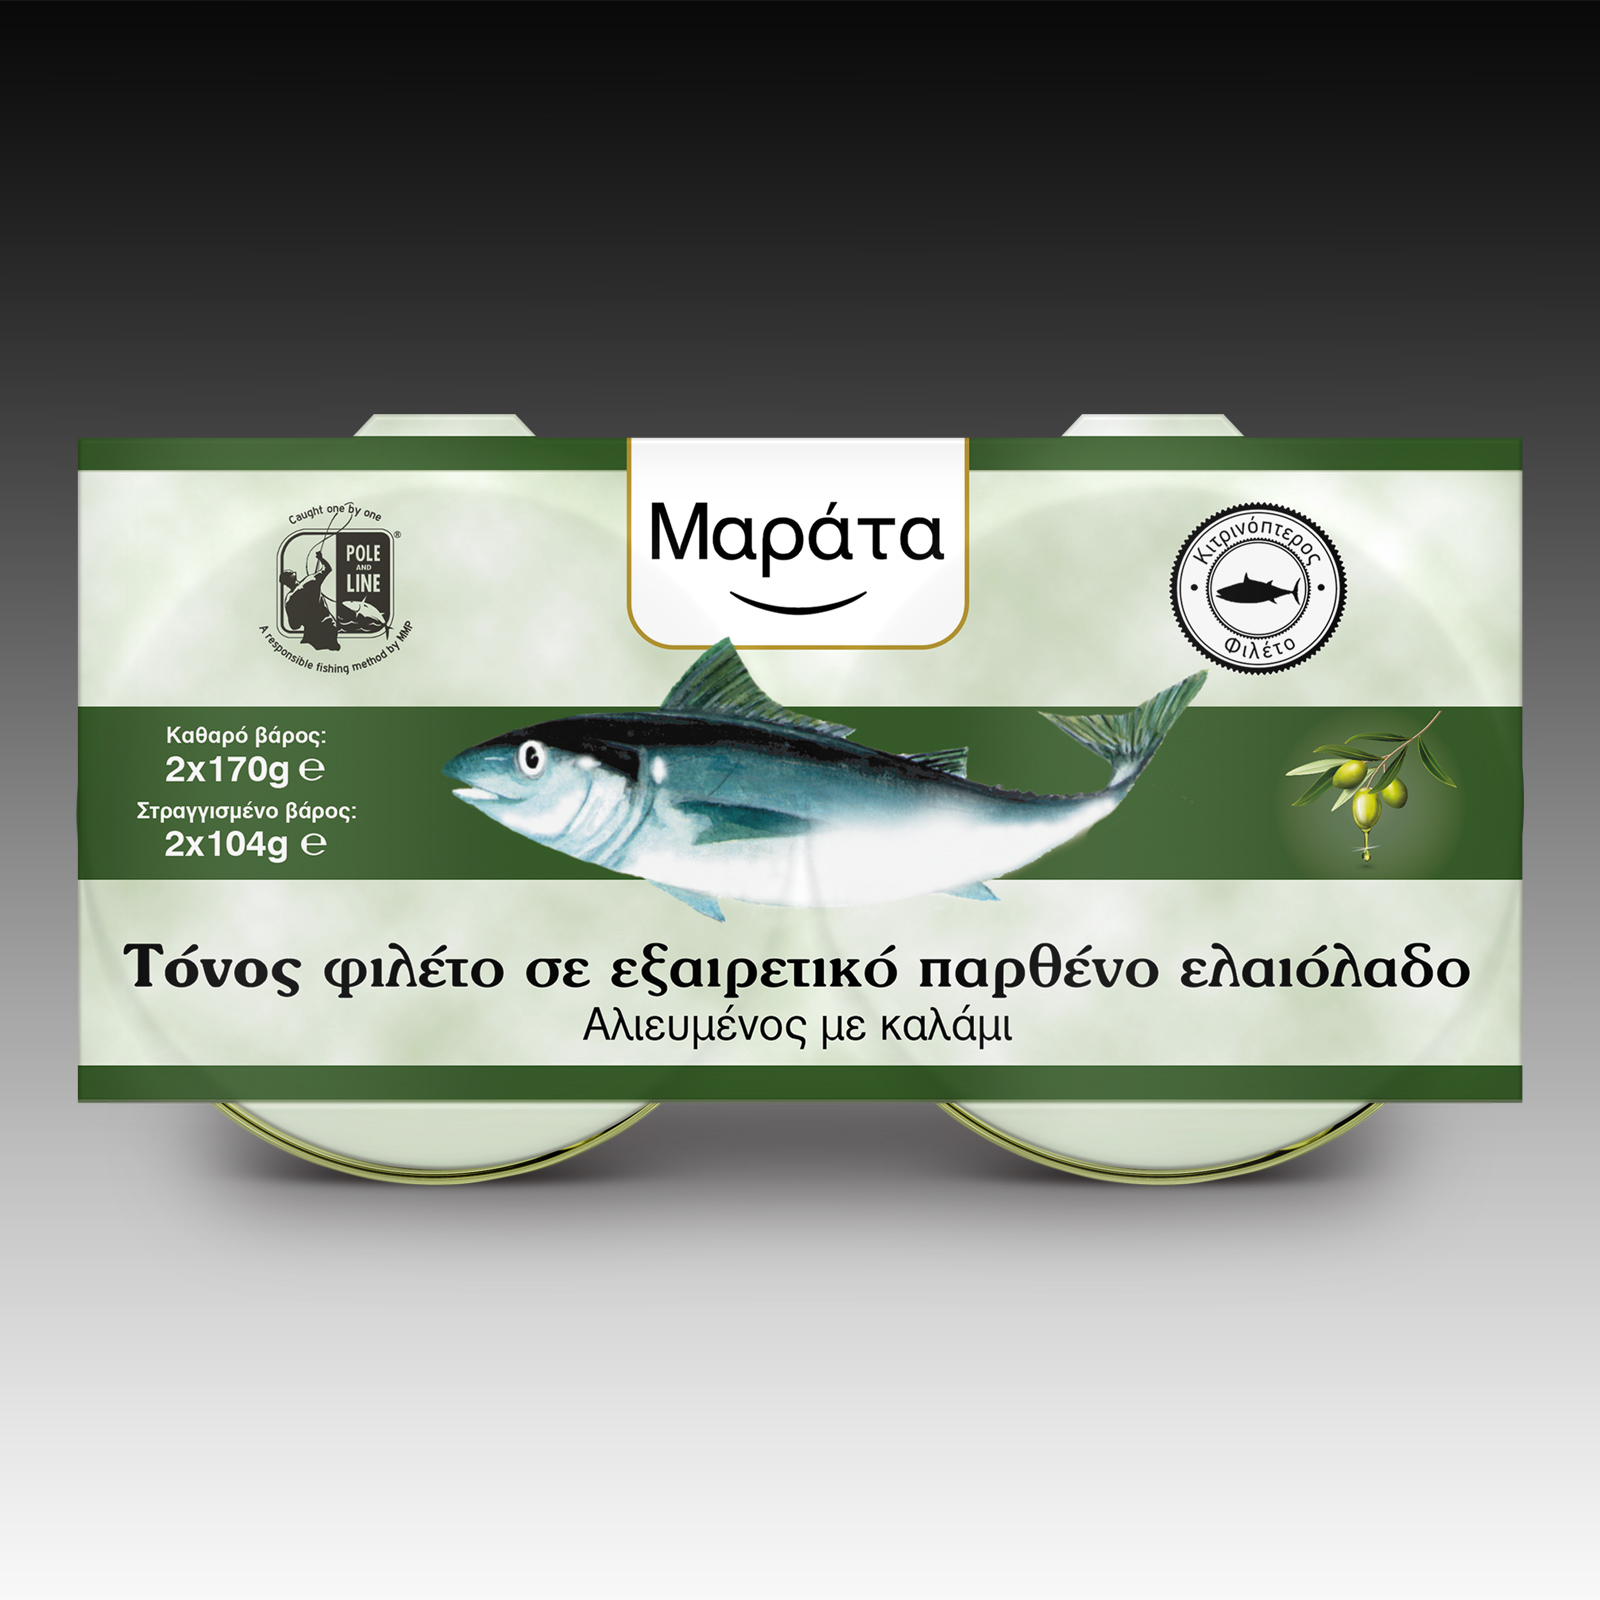 Μαράτα
Caught one by one
POLE
AND
LINE
®
A responsible fishing method by MMP
Κιτρινόπτερος
Φιλέτο
Καθαρό βάρος:
2x170g ℮
Στραγγισμένο βάρος:
2x104g ℮
Τόνος φιλέτο σε εξαιρετικό παρθένο ελαιόλαδο
Αλιευμένος με καλάμι